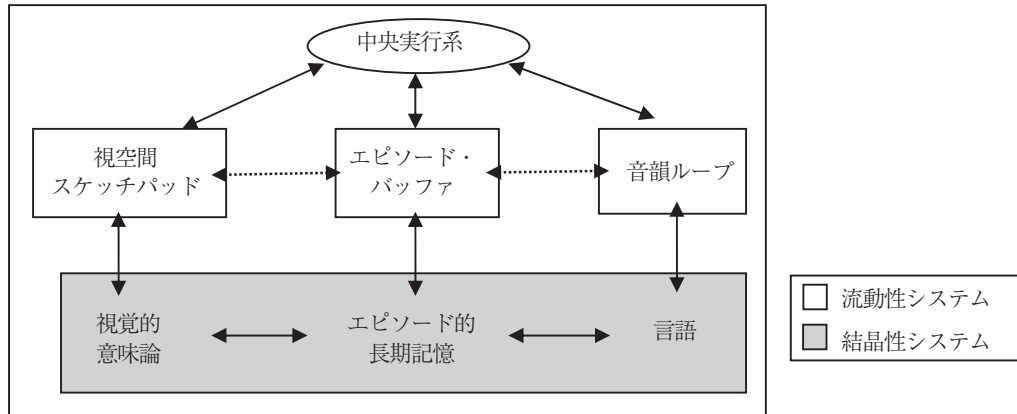 中央実行系
視空間
スケッチパッド
エピソード・
バッファ
音韻ループ
視覚的
意味論
エピソード的
長期記憶
言語
流動性システム
結晶性システム